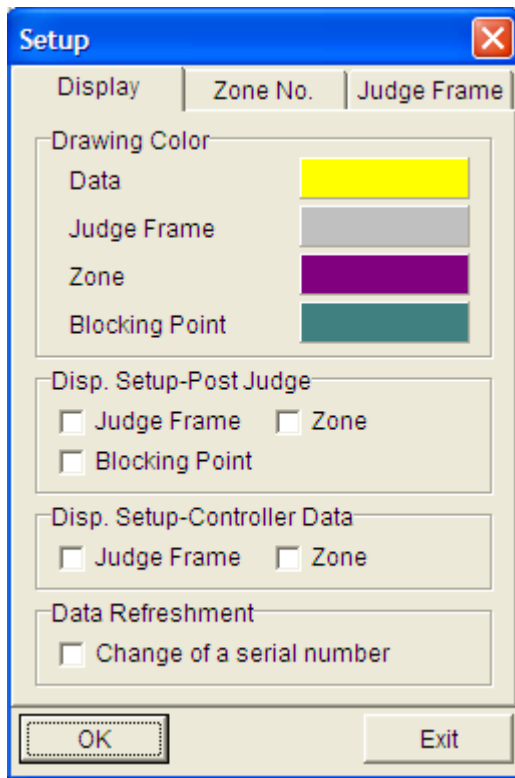 Setup
Display Zone No. Judge Frame
Drawing Color
Data
Judge Frame
Zone
Blocking Point
Disp. Setup-Post Judge
Judge Frame Zone
Blocking Point
Disp. Setup-Controller Data
Judge Frame Zone
Data Refreshment
Change of a serial number
OK Exit